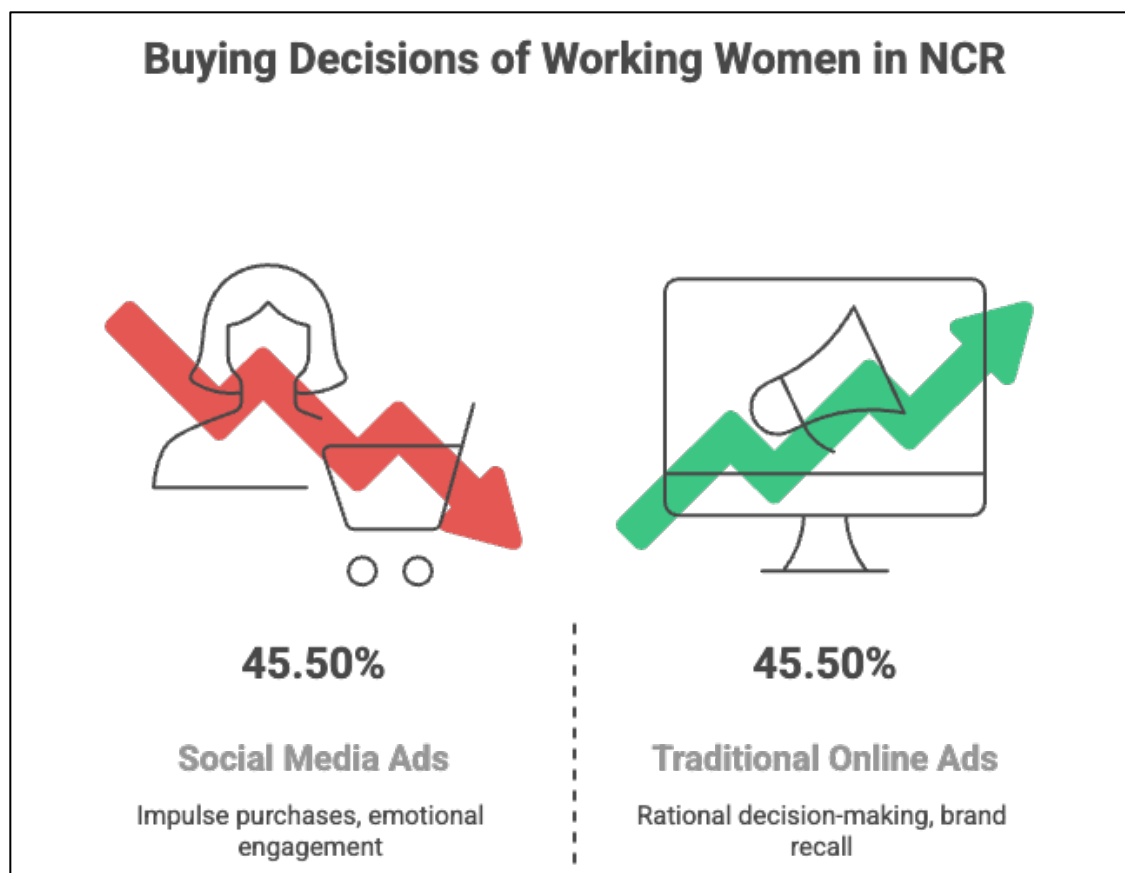 Buying Decisions of Working Women in NCR
45.50%
Social Media Ads
Impulse purchases, emotional
engagement
45.50%
Traditional Online Ads
Rational decision-making, brand
recall